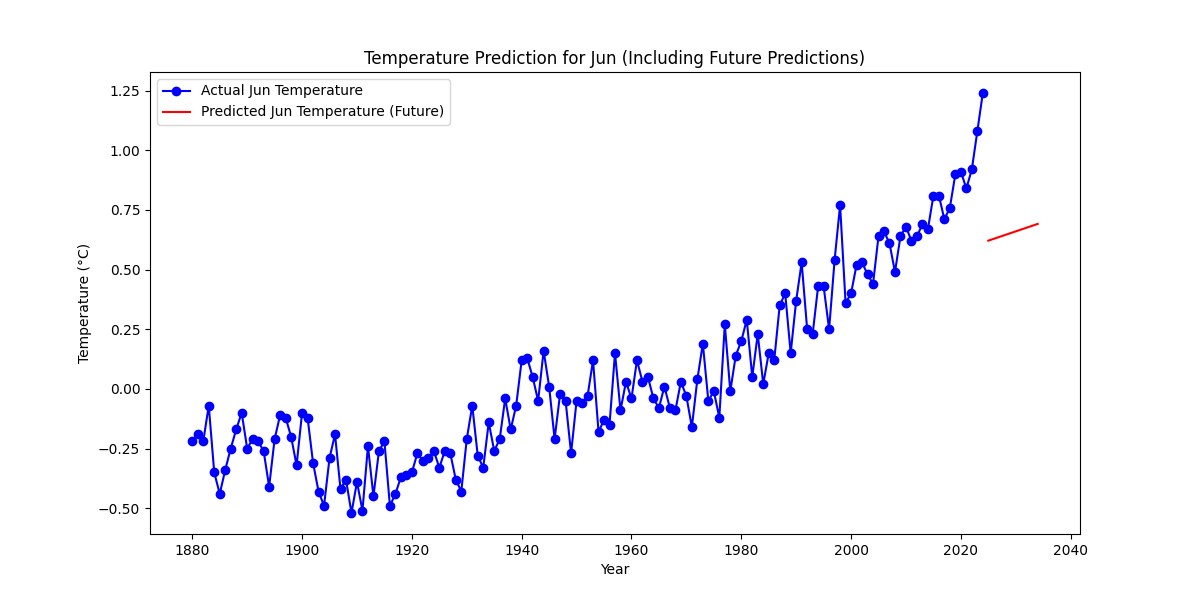 Temperature Prediction for Jun (Including Future Predictions)
Actual Jun Temperature
Predicted Jun Temperature (Future)
Temperature (°C)
1.25
1.00
0.75
0.50
0.25
0.00
−0.25
−0.50
1880 1900 1920 1940 1960 1980 2000 2020 2040
Year